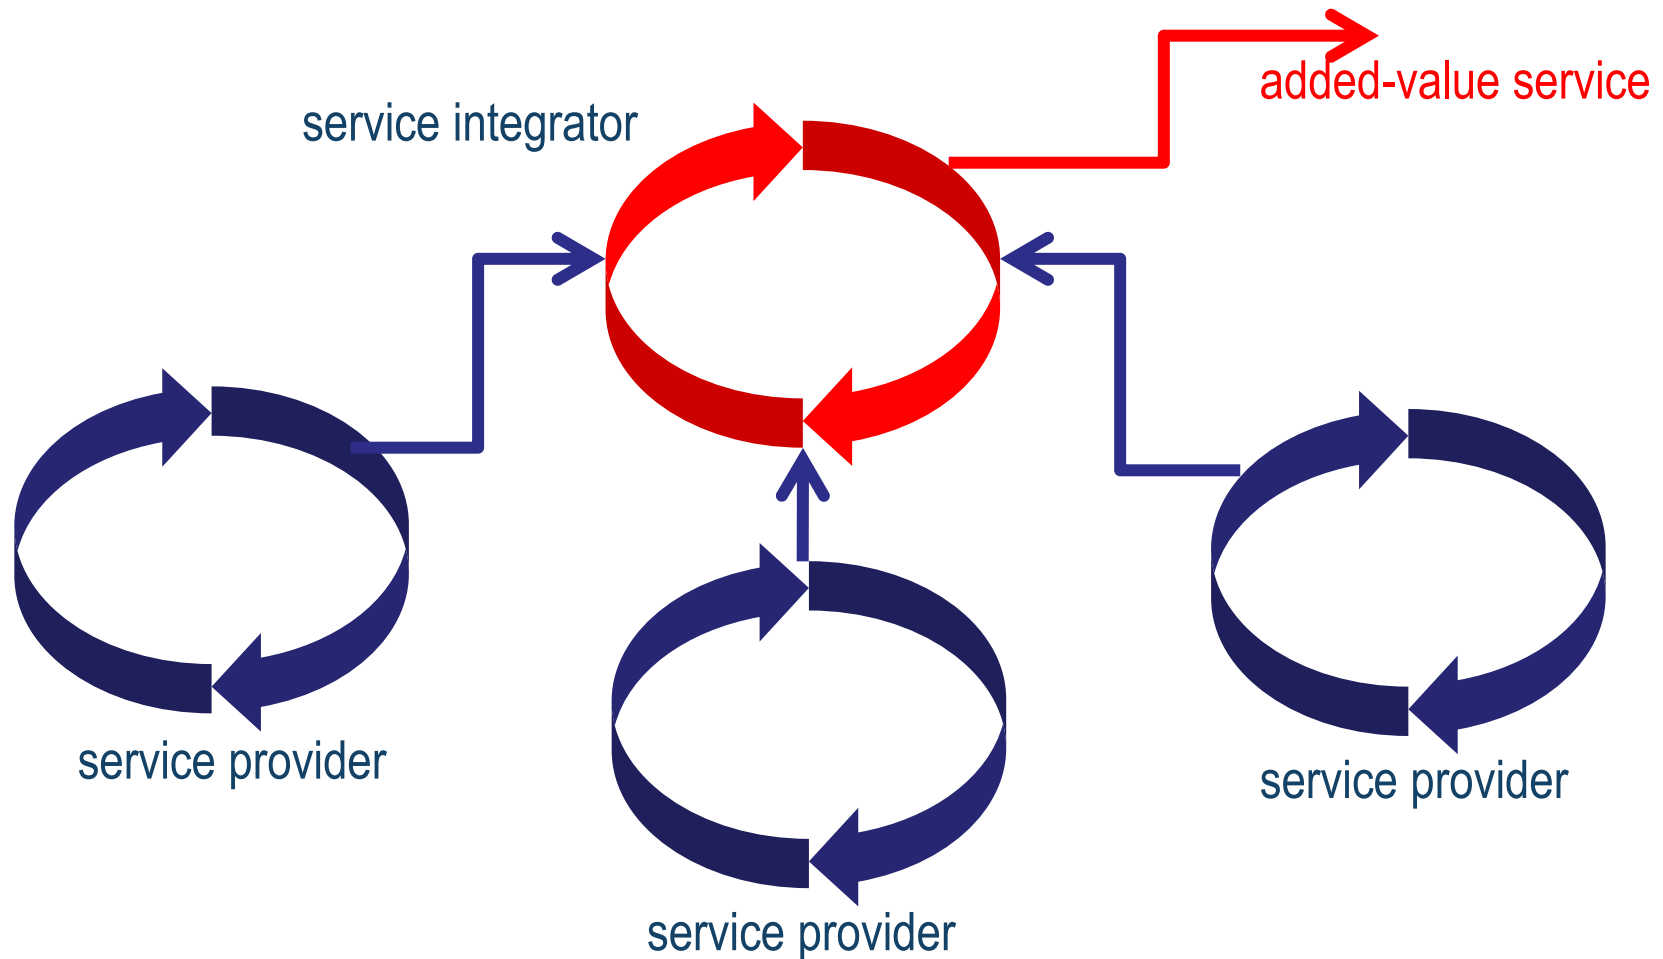 added-value service
service integrator
service provider
service provider
service provider